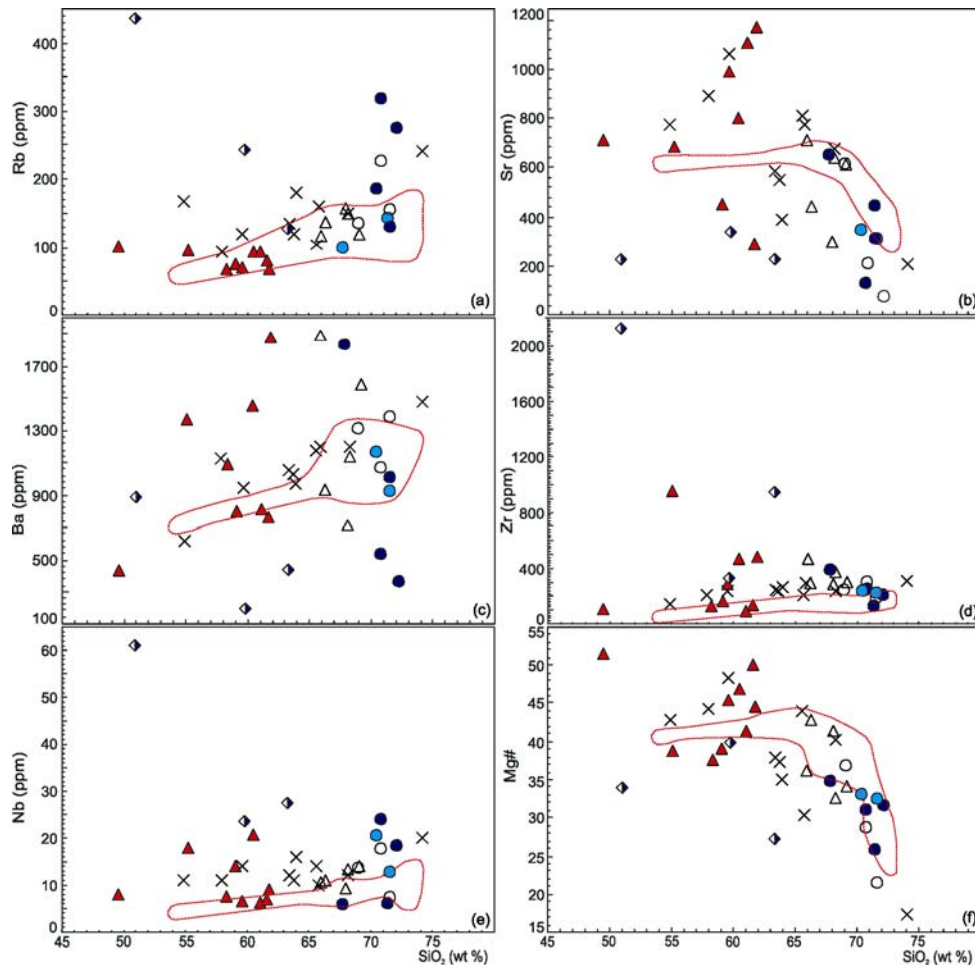 400
300
200
100
0
Rb (ppm)
(a)
1200
1000
800
600
400
200
0
Sr (ppm)
(b)
1700
1300
900
500
100
Ba (ppm)
(c)
2000
1600
1200
800
400
0
Zr (ppm)
(d)
60
50
40
30
20
10
0
Nb (ppm)
(e)
45 50 55 60 65 70 75
SiO₂ (wt %)
55
50
45
40
35
30
25
20
15
Mg#
(f)
45 50 55 60 65 70 75
SiO₂ (wt %)